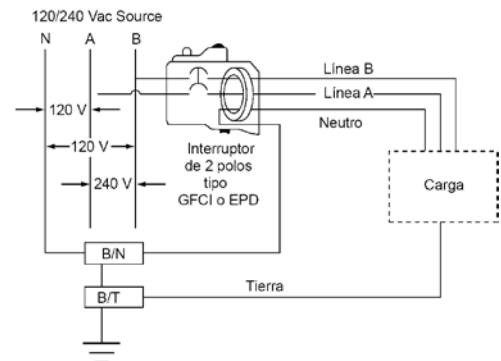 120/240 Vac Source
N A B
Línea B
Línea A
Neutro
120 V
120 V
240 V
Interruptor
de 2 polos
tipo
GFCI o EPD
Carga
B/N
B/T
Tierra